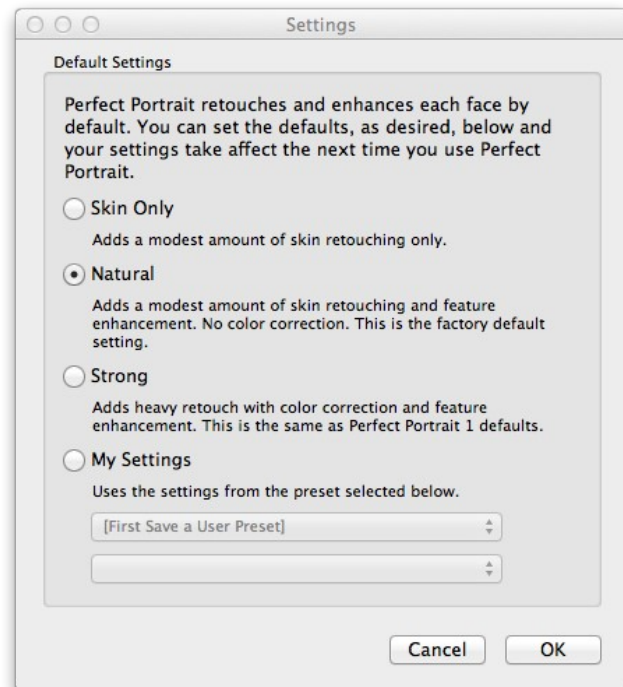 Settings
Default Settings
Perfect Portrait retouches and enhances each face by
default. You can set the defaults, as desired, below and
your settings take affect the next time you use Perfect
Portrait.
Skin Only
Adds a modest amount of skin retouching only.
Natural
Adds a modest amount of skin retouching and feature
enhancement. No color correction. This is the factory default
setting.
Strong
Adds heavy retouch with color correction and feature
enhancement. This is the same as Perfect Portrait 1 defaults.
My Settings
Uses the settings from the preset selected below.
[First Save a User Preset]
Cancel OK